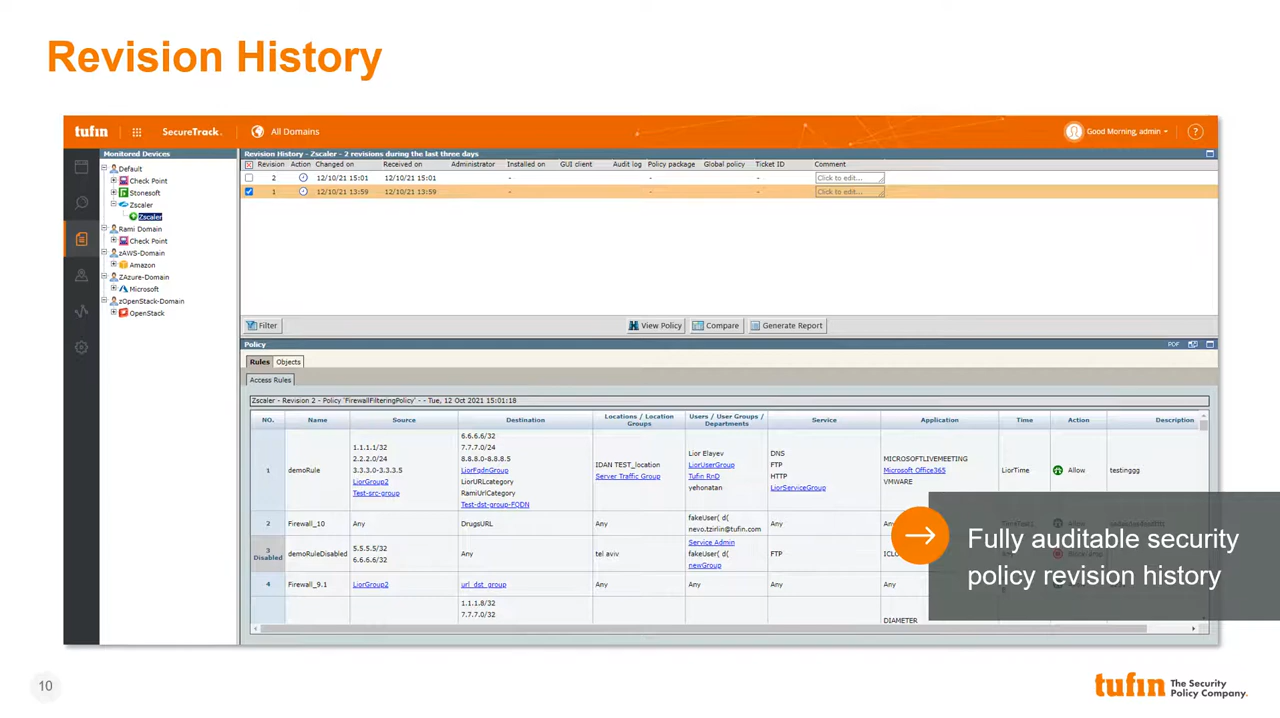 Revision History
tufin
SecureTrack.
All Domains
Good Morning, admin
?
Monitored Devices
Default
Check Point
Stonesoft
Zscaler
Zscaler
Rami Domain
Check Point
zAWS-Domain
Amazon
ZAzure-Domain
Microsoft
zOpenStack-Domain
OpenStack
Revision History - Zscaler - 2 revisions during the last three days
Revision Action Changed on Received on Administrator Installed on GUI client Audit log Policy package Global policy Ticket ID Comment
2 12/10/21 15:01 12/10/21 15:01 - - - Click to edit...
1 12/10/21 13:59 12/10/21 13:59 - - - Click to edit...
Filter
View Policy
Compare
Generate Report
Policy
PDF
Rules Objects
Access Rules
Zscaler - Revision 2 - Policy 'FirewallFilteringPolicy' - - Tue, 12 Oct 2021 15:01:18
NO. Name Source Destination Locations / Location Groups Users / User Groups / Departments Service Application Time Action Description
1
demoRule
1.1.1.1/32
2.2.2.0/24
3.3.3.0-3.3.3.5
LiorGroup2
Test-src-group
6.6.6.6/32
7.7.7.0/24
8.8.8.0-8.8.8.5
LiorFqdnGroup
LiorURLcategory
RamiUrlCategory
Test-dst-group-FQDN
IDAN TEST_location
Server Traffic Group
Lior Elayev
LiorUserGroup
Tufin RnD
yehonatan
DNS
FTP
HTTP
LiorServiceGroup
MICROSOFTLIVEMEETING
Microsoft Office365
VMWARE
LiorTime
Allow
testinggg
2
Firewall_10
Any
DrugsURL
Any
fakeUser( d(
nevo.tzirlin@tufin.com
Any
Allow
3
Disabled
demoRuleDisabled
5.5.5.5/32
6.6.6.6/32
Any
tel aviv
Service Admin
fakeUser( d(
newGroup
FTP
4
Firewall_9.1
LiorGroup2
url_dst_group
Any
Any
Any
Any
1.1.1.8/32
7.7.7.0/32
DIAMETER
Fully auditable security
policy revision history
10
tufin
The Security
Policy Company.